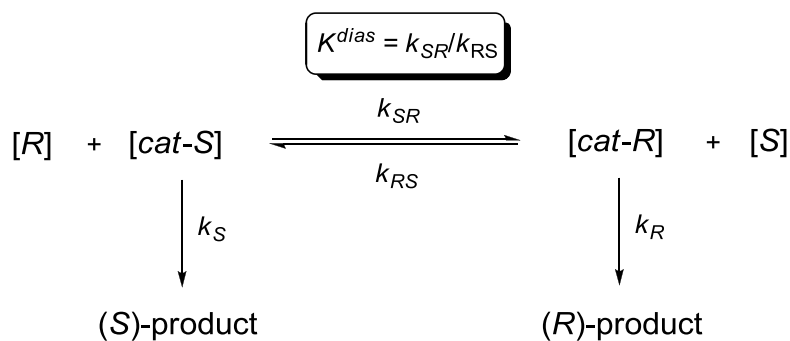 K^dias = k_SR/k_RS
k_SR
[R] + [cat-S] [cat-R] + [S]
k_RS
k_S k_R
(S)-product (R)-product